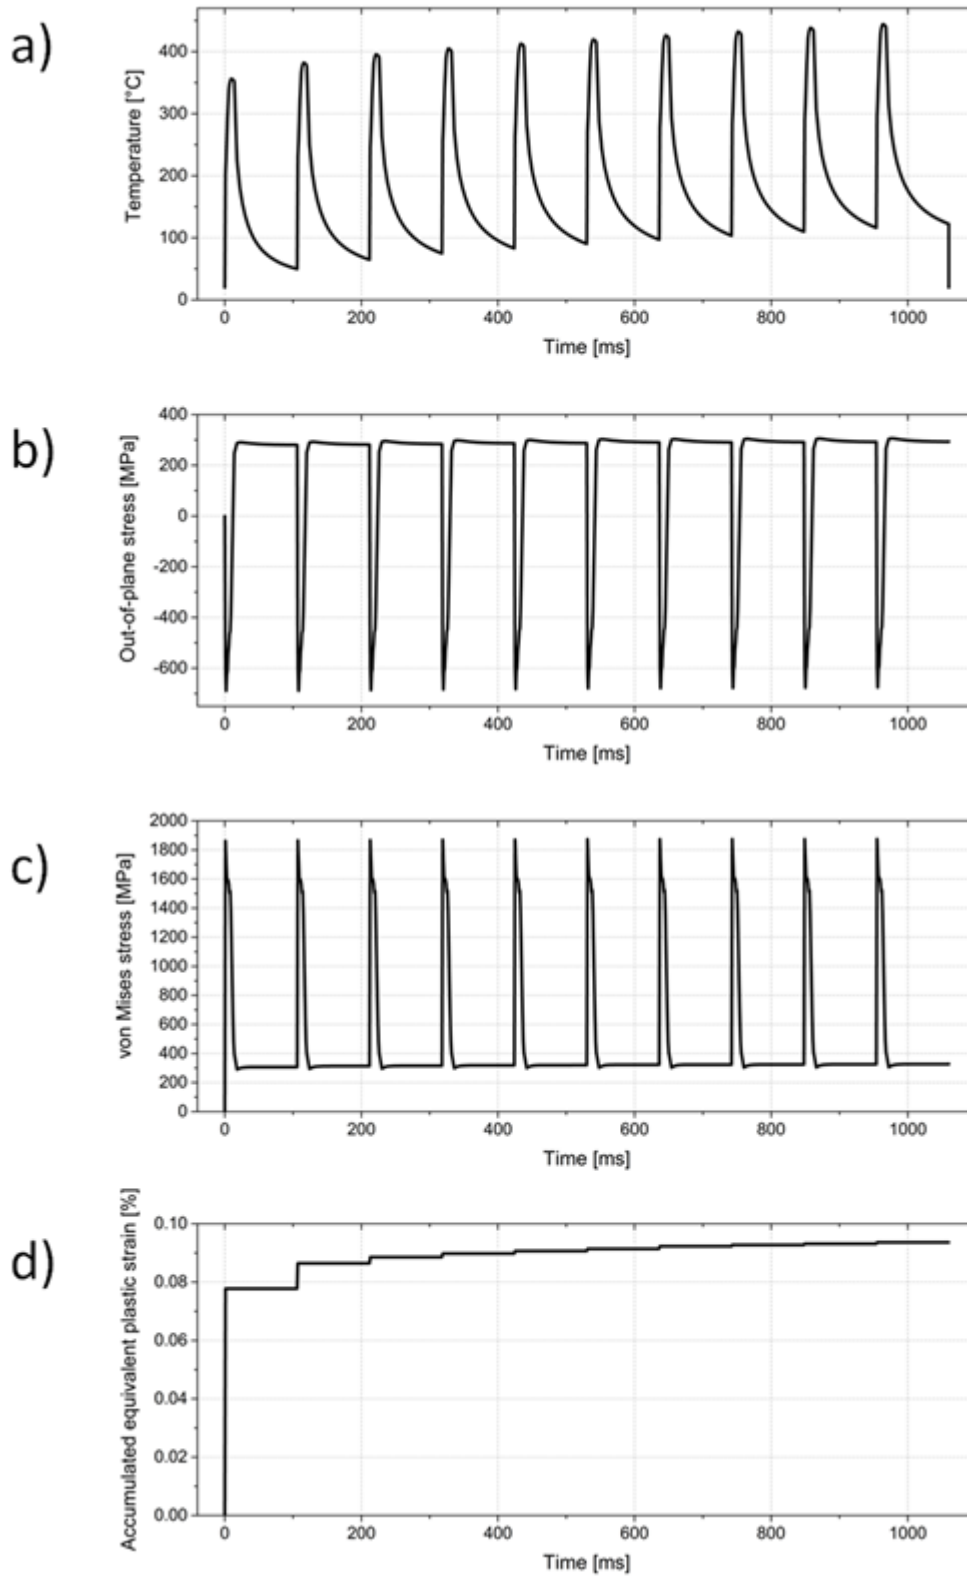 a)
Temperature [°C]
400
300
200
100
0
0 200 400 600 800 1000
Time [ms]
b)
Out-of-plane stress [MPa]
400
200
0
-200
-400
-600
0 200 400 600 800 1000
Time [ms]
c)
von Mises stress [MPa]
2000
1800
1600
1400
1200
1000
800
600
400
200
0
0 200 400 600 800 1000
Time [ms]
d)
Accumulated equivalent plastic strain [%]
0.10
0.08
0.06
0.04
0.02
0.00
0 200 400 600 800 1000
Time [ms]